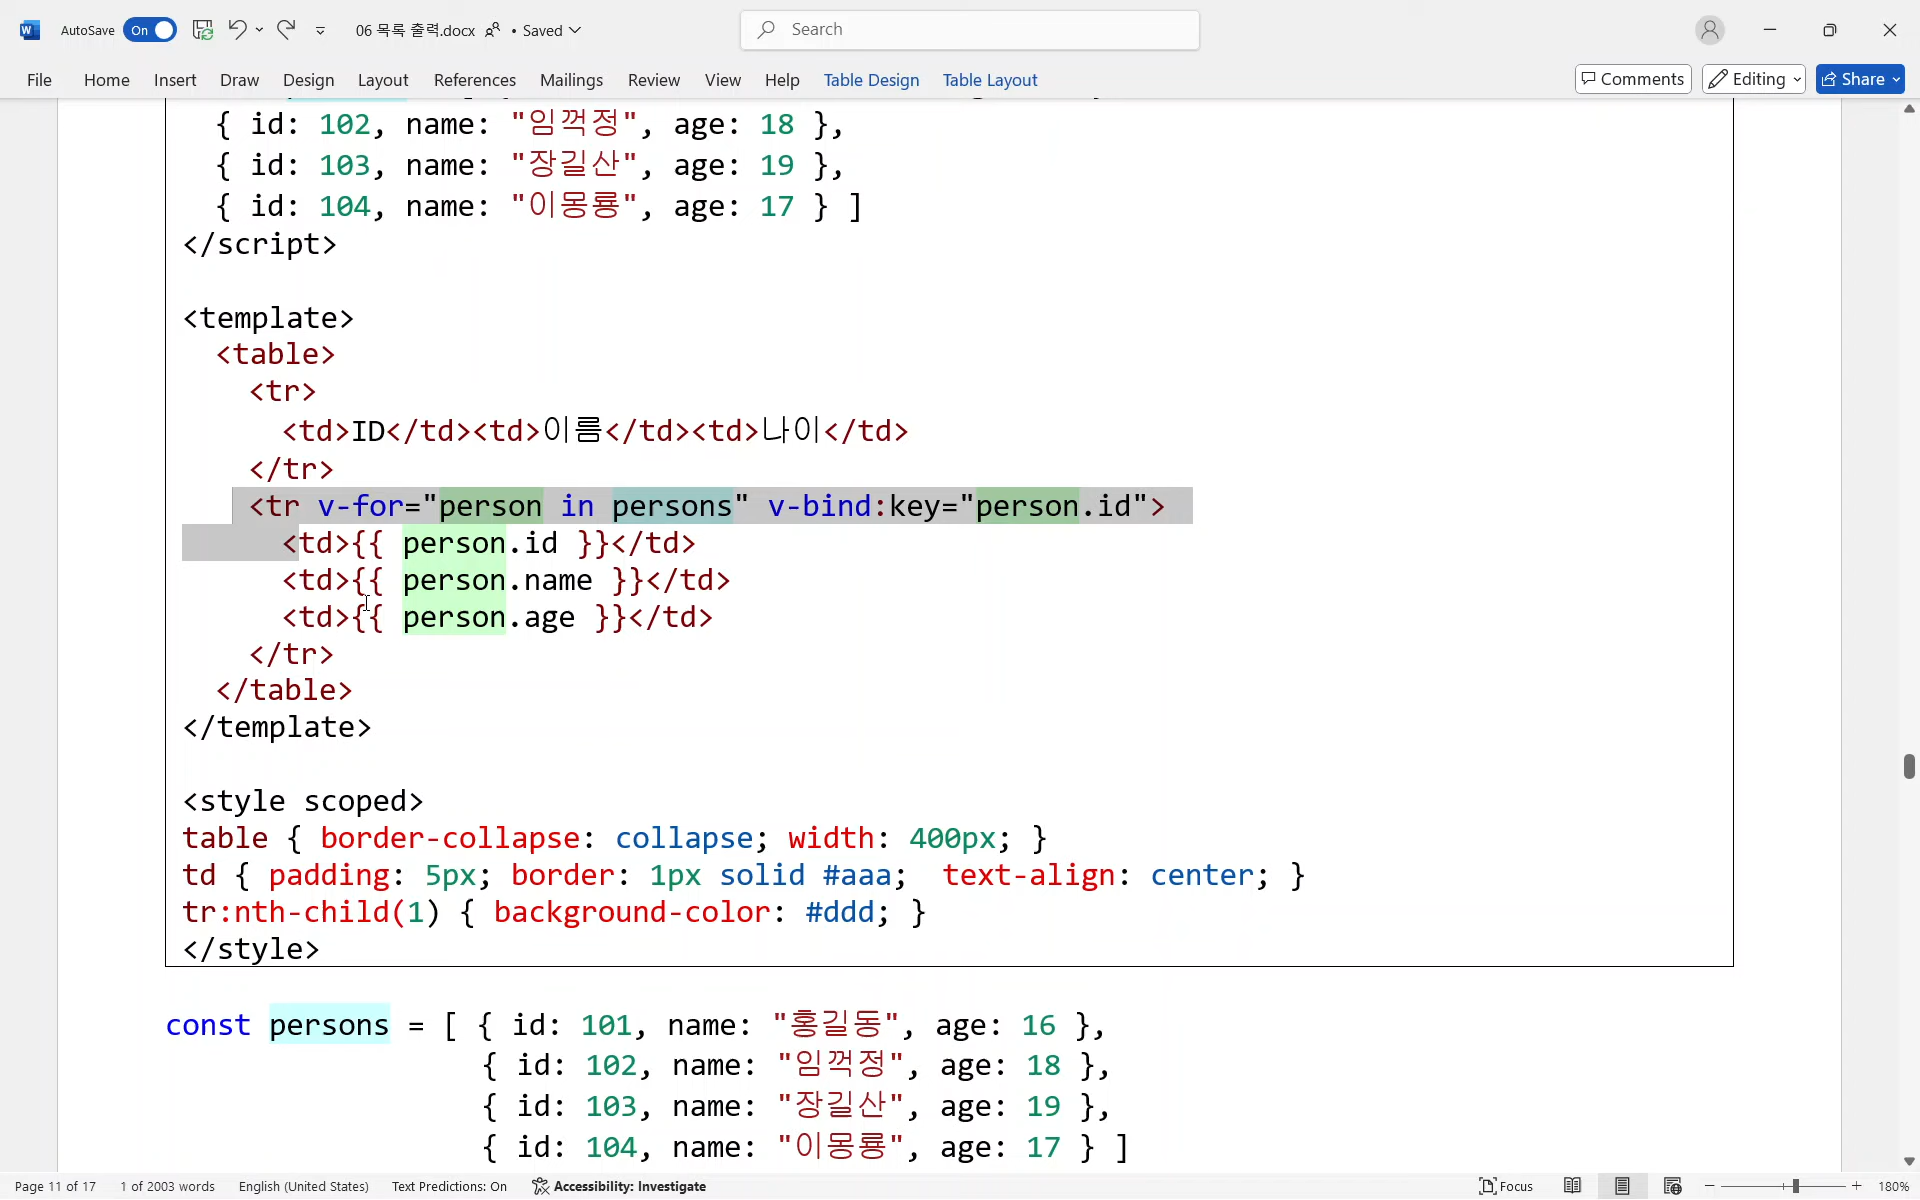 AutoSave On 06 목록 출력.docx • Saved Search
File Home Insert Draw Design Layout References Mailings Review View Help Table Design Table Layout Comments Editing Share
{ id: 102, name: "임꺽정", age: 18 },
{ id: 103, name: "장길산", age: 19 },
{ id: 104, name: "이몽룡", age: 17 } ]
</script>
<template>
<table>
<tr>
<td>ID</td><td>이름</td><td>나이</td>
</tr>
<tr v-for="person in persons" v-bind:key="person.id">
<td>{{ person.id }}</td>
<td>{{ person.name }}</td>
<td>{{ person.age }}</td>
</tr>
</table>
</template>
<style scoped>
table { border-collapse: collapse; width: 400px; }
td { padding: 5px; border: 1px solid #aaa; text-align: center; }
tr:nth-child(1) { background-color: #ddd; }
</style>
const persons = [ { id: 101, name: "홍길동", age: 16 },
{ id: 102, name: "임꺽정", age: 18 },
{ id: 103, name: "장길산", age: 19 },
{ id: 104, name: "이몽룡", age: 17 } ]
Page 11 of 17 1 of 2003 words English (United States) Text Predictions: On Accessibility: Investigate Focus 180%